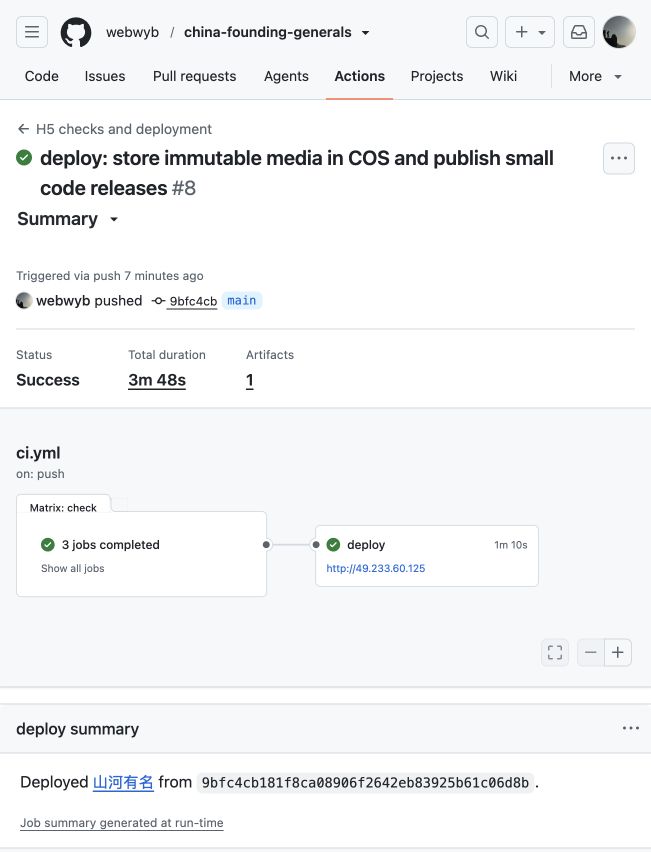 webwyb / china-founding-generals
Code Issues Pull requests Agents Actions Projects Wiki More
← H5 checks and deployment
deploy: store immutable media in COS and publish small
code releases #8
Summary
Triggered via push 7 minutes ago
webwyb pushed 9bfc4cb main
Status Total duration Artifacts
Success 3m 48s 1
ci.yml
on: push
Matrix: check
3 jobs completed
Show all jobs
deploy 1m 10s
http://49.233.60.125
deploy summary
Deployed 山河有名 from 9bfc4cb181f8ca08906f2642eb83925b61c06d8b.
Job summary generated at run-time